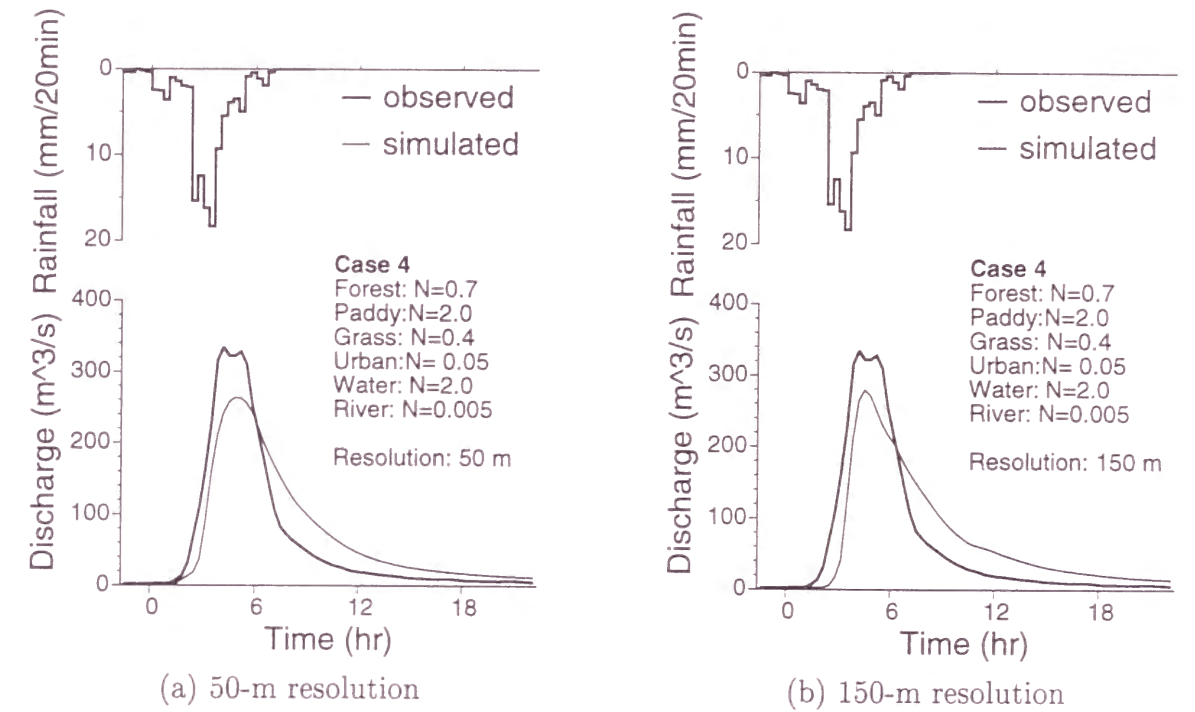 Rainfall (mm/20min)
0
10
20
observed
simulated
Case 4
Forest: N=0.7
Paddy:N=2.0
Grass: N=0.4
Urban:N= 0.05
Water: N=2.0
River: N=0.005
Resolution: 50 m
Discharge (m^3/s)
400
300
200
100
0
0 6 12 18
Time (hr)
(a) 50-m resolution
Rainfall (mm/20min)
0
10
20
observed
simulated
Case 4
Forest: N=0.7
Paddy:N=2.0
Grass: N=0.4
Urban:N= 0.05
Water: N=2.0
River: N=0.005
Resolution: 150 m
Discharge (m^3/s)
400
300
200
100
0
0 6 12 18
Time (hr)
(b) 150-m resolution